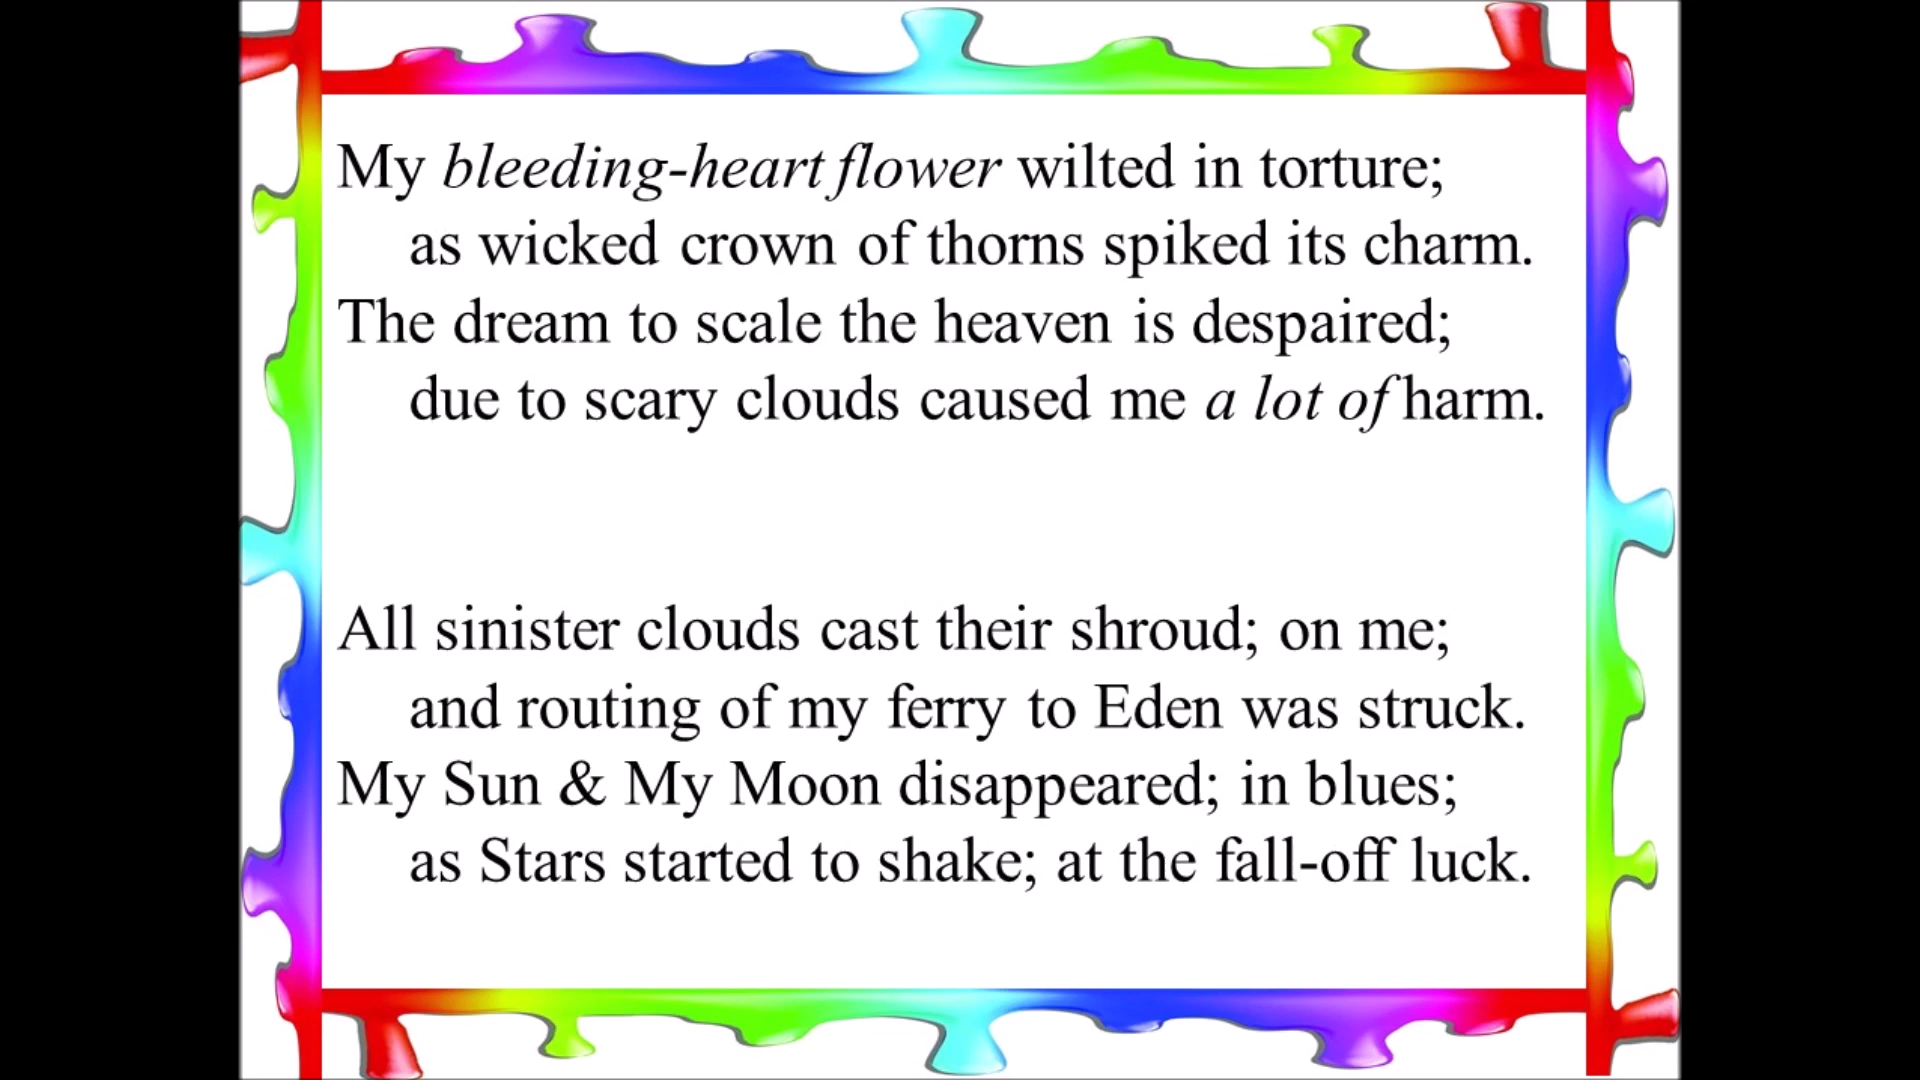 My bleeding-heart flower wilted in torture;
as wicked crown of thorns spiked its charm.
The dream to scale the heaven is despaired;
due to scary clouds caused me a lot of harm.
All sinister clouds cast their shroud; on me;
and routing of my ferry to Eden was struck.
My Sun & My Moon disappeared; in blues;
as Stars started to shake; at the fall-off luck.